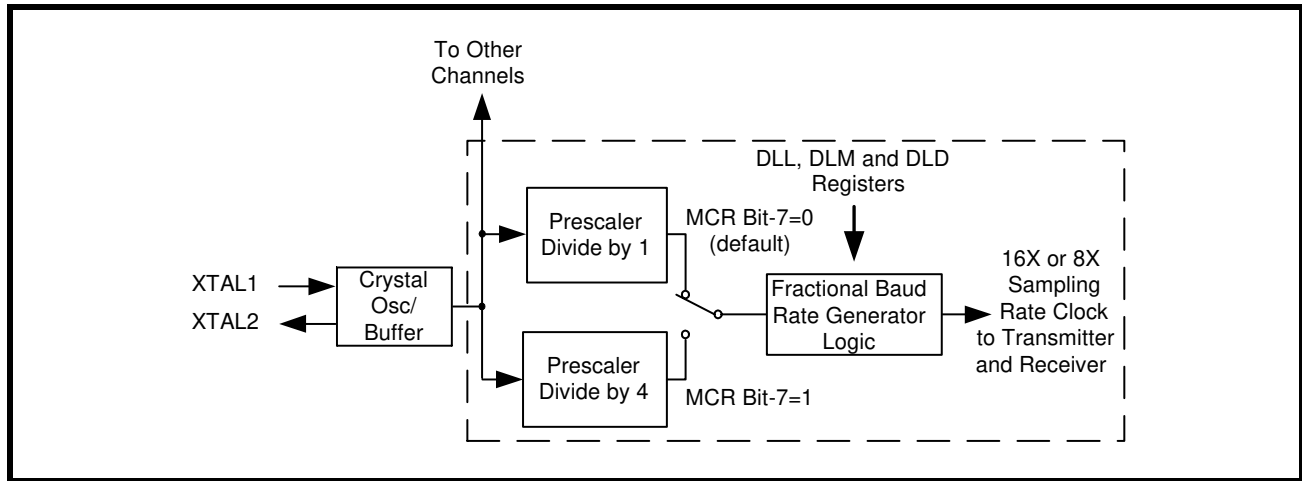 To Other
Channels
DLL, DLM and DLD
Registers
Prescaler
Divide by 1
MCR Bit-7=0
(default)
XTAL1
XTAL2
Crystal
Osc/
Buffer
Fractional Baud
Rate Generator
Logic
16X or 8X
Sampling
Rate Clock
to Transmitter
and Receiver
Prescaler
Divide by 4
MCR Bit-7=1